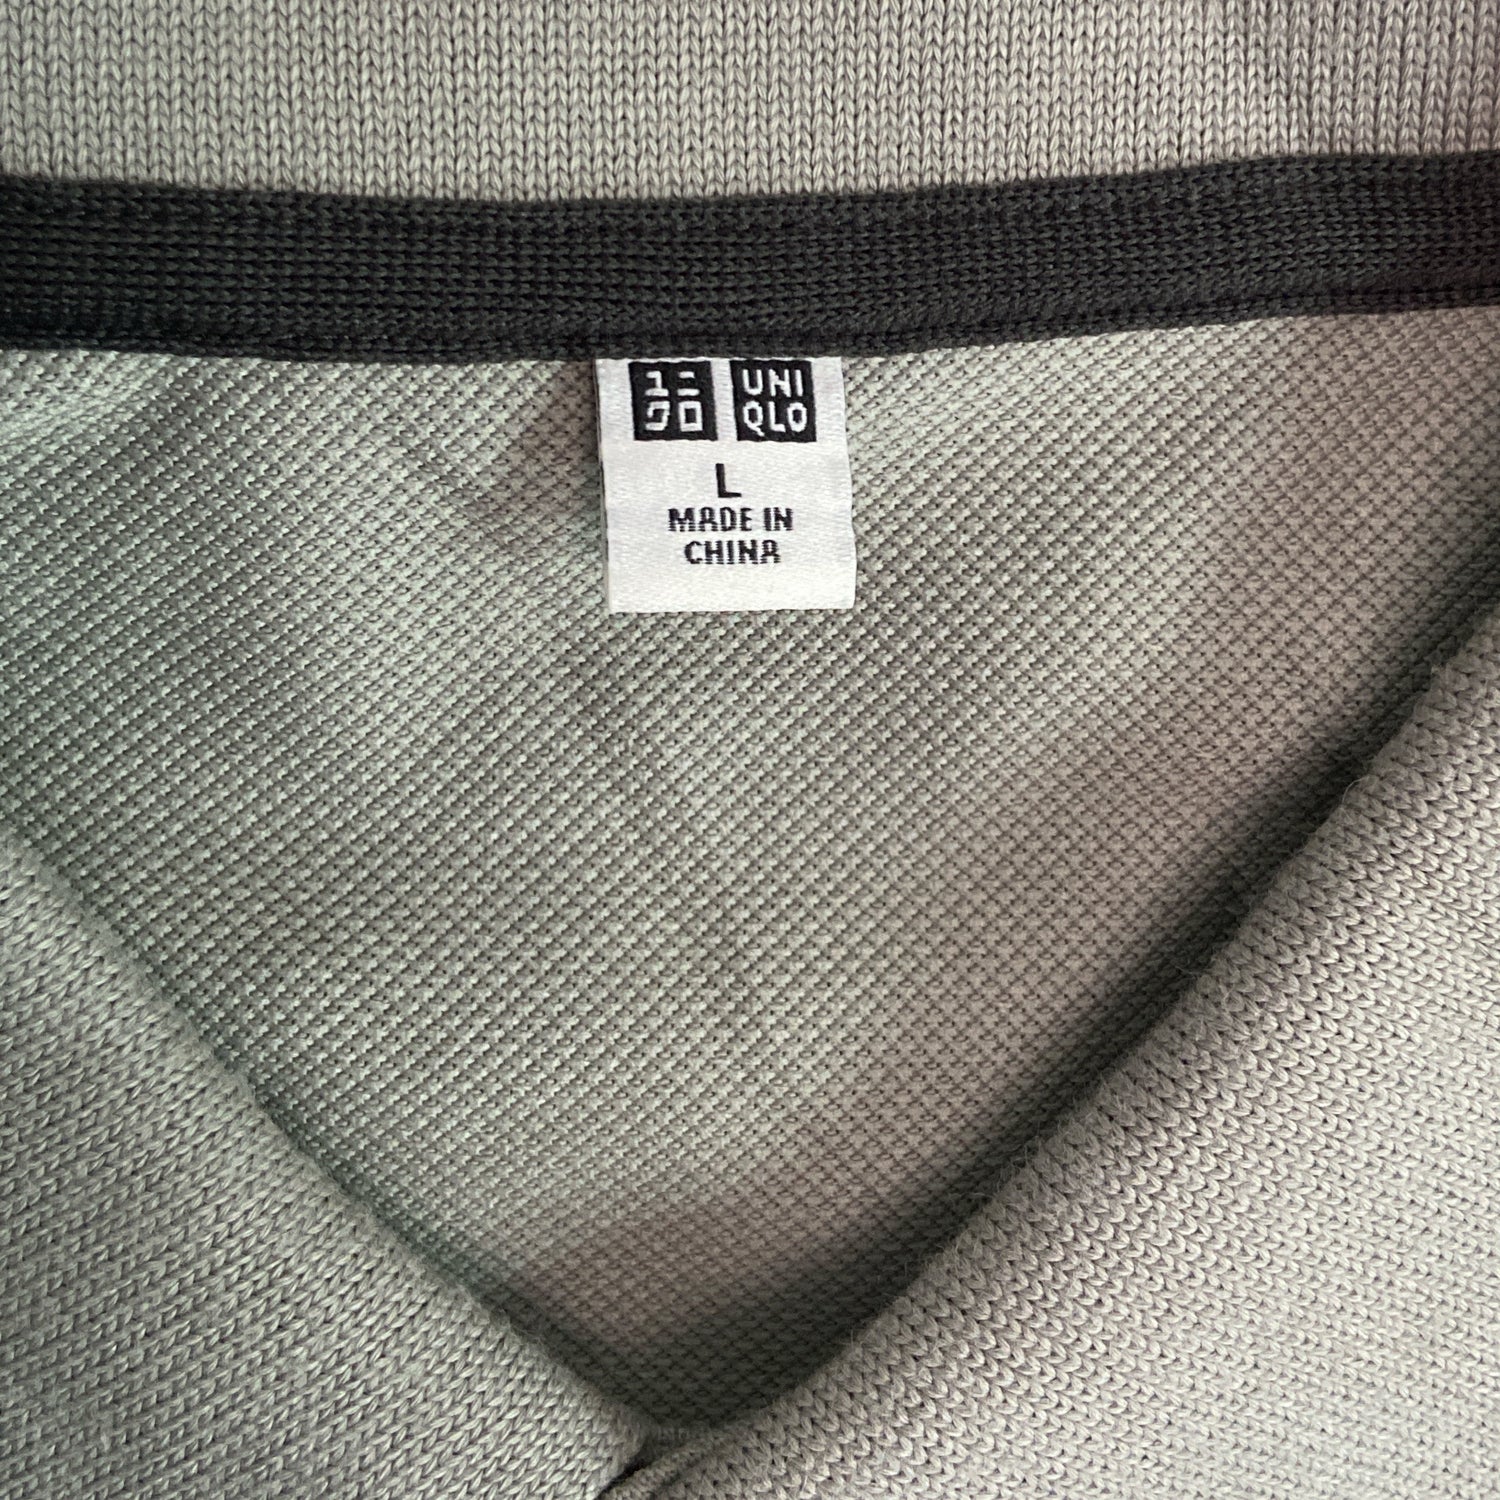 ユニ UNI
クロ QLO
L
MADE IN
CHINA